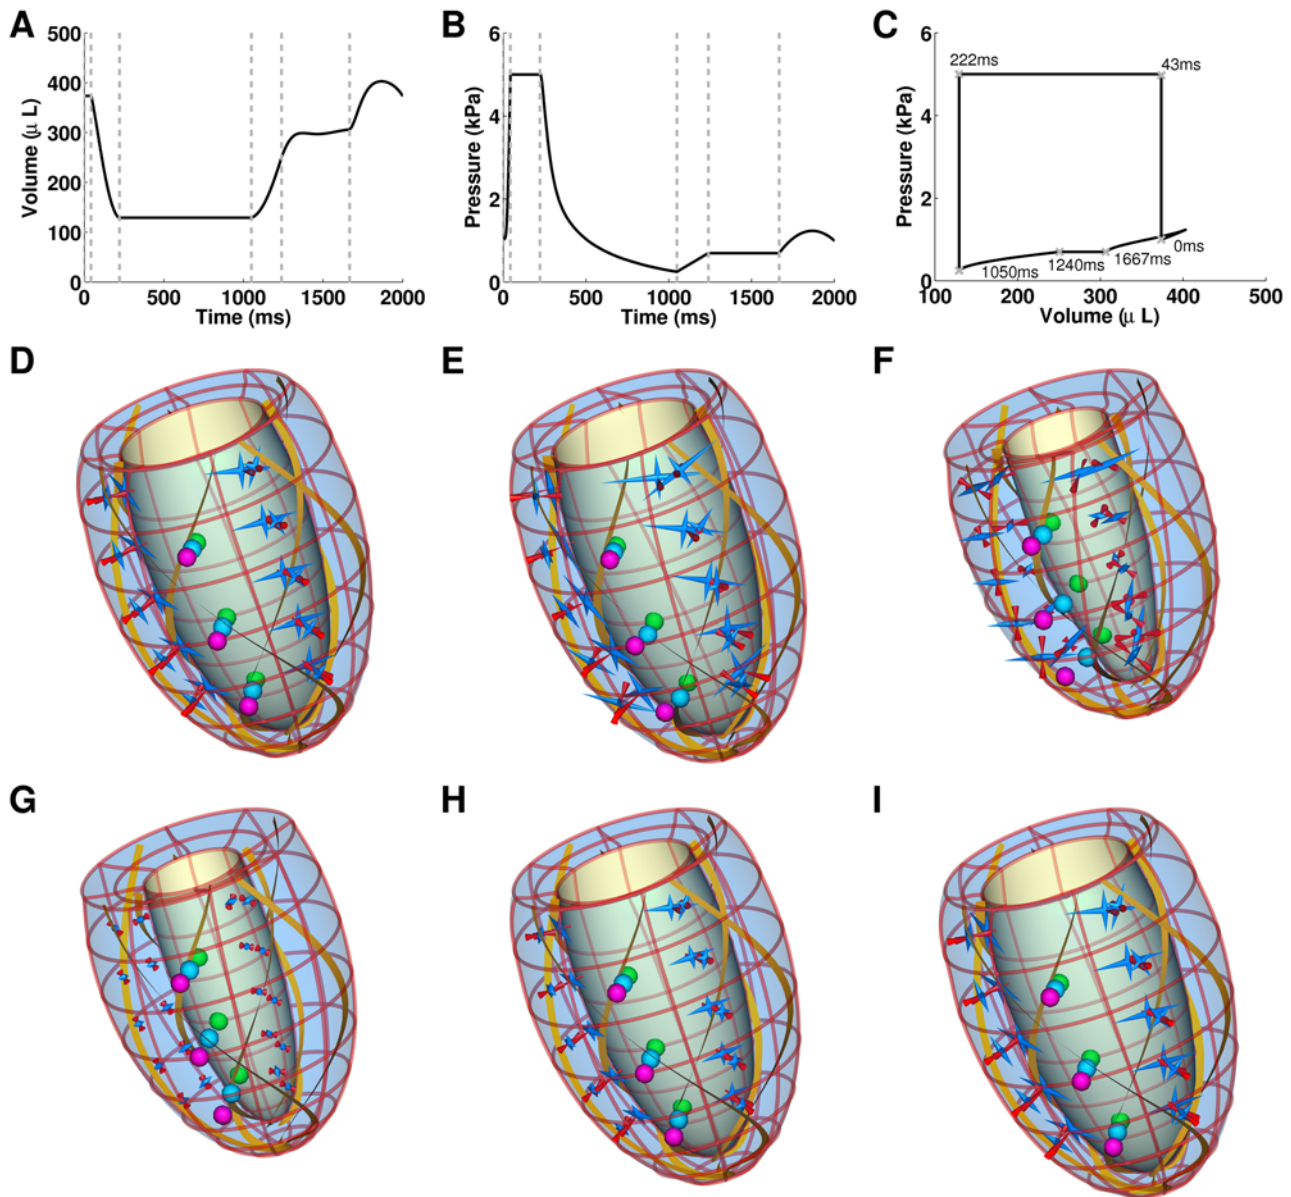 A
B
C
500
400
300
200
100
0
Volume (μ L)
0
500
1000
1500
2000
Time (ms)
6
4
2
0
Pressure (kPa)
0
500
1000
1500
2000
Time (ms)
6
4
2
0
Pressure (kPa)
222ms
43ms
1050ms
1240ms
1667ms
0ms
100
200
300
400
500
Volume (μ L)
D
E
F
G
H
I